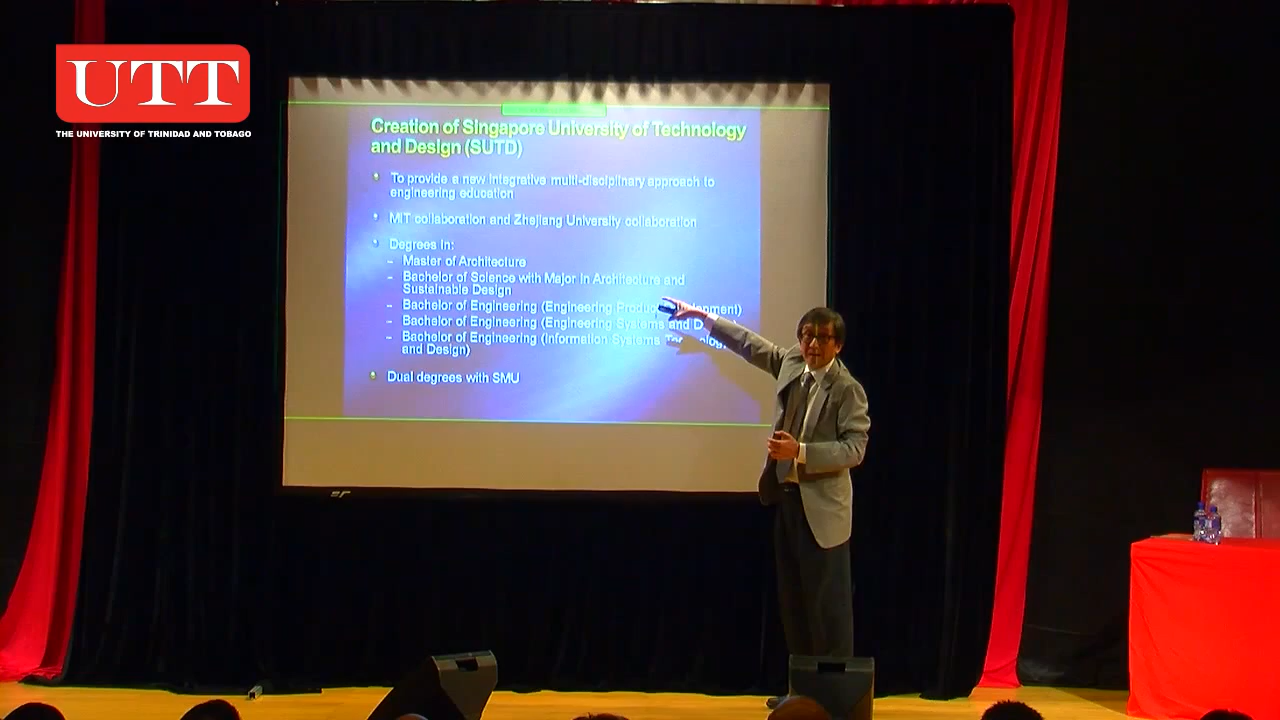 UTT
THE UNIVERSITY OF TRINIDAD AND TOBAGO
Creation of Singapore University of Technology
and Design (SUTD)
To provide a new integrative multi-disciplinary approach to
engineering education
MIT collaboration and Zhejiang University collaboration
Degrees in:
– Master of Architecture
– Bachelor of Science with Major in Architecture and
Sustainable Design
– Bachelor of Engineering (Engineering
– Bachelor of Engineering (Engineering Systems and
– Bachelor of Engineering (Information Systems
and Design)
Dual degrees with SMU